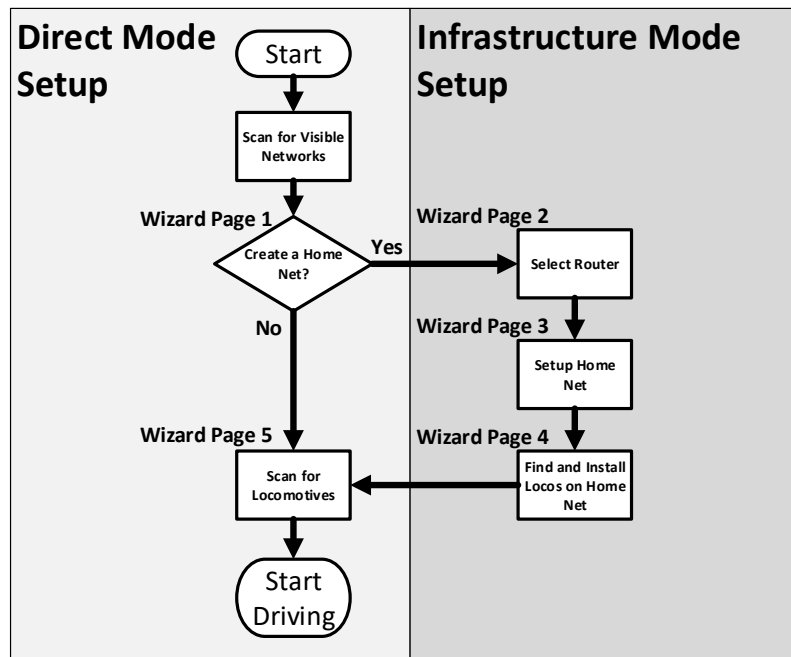 Direct Mode
Setup
Start
Scan for Visible
Networks
Wizard Page 1
Create a Home
Net?
Yes
No
Wizard Page 5
Scan for
Locomotives
Start
Driving
Infrastructure Mode
Setup
Wizard Page 2
Select Router
Wizard Page 3
Setup Home
Net
Wizard Page 4
Find and Install
Locos on Home
Net